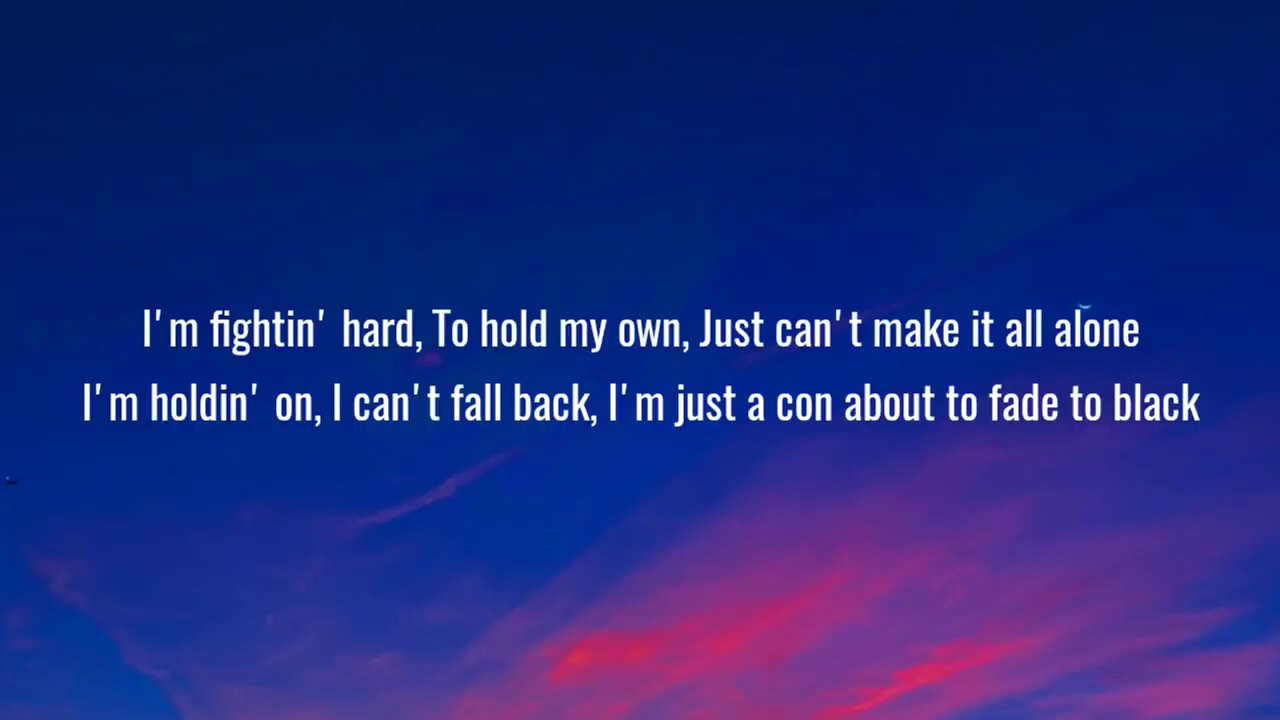 I'm fightin' hard, To hold my own, Just can't make it all alone
I'm holdin' on, I can't fall back, I'm just a con about to fade to black